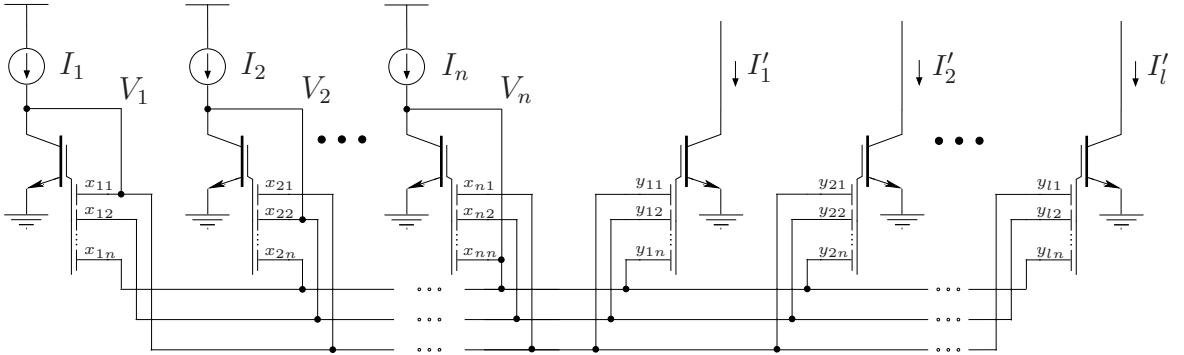 I₁ I₂ Iₙ I′₁ I′₂ I′ₗ
V₁ V₂ Vₙ
x₁₁ x₂₁ xₙ₁ y₁₁ y₂₁ yₗ₁
x₁₂ x₂₂ xₙ₂ y₁₂ y₂₂ yₗ₂
x₁ₙ x₂ₙ xₙₙ y₁ₙ y₂ₙ yₗₙ